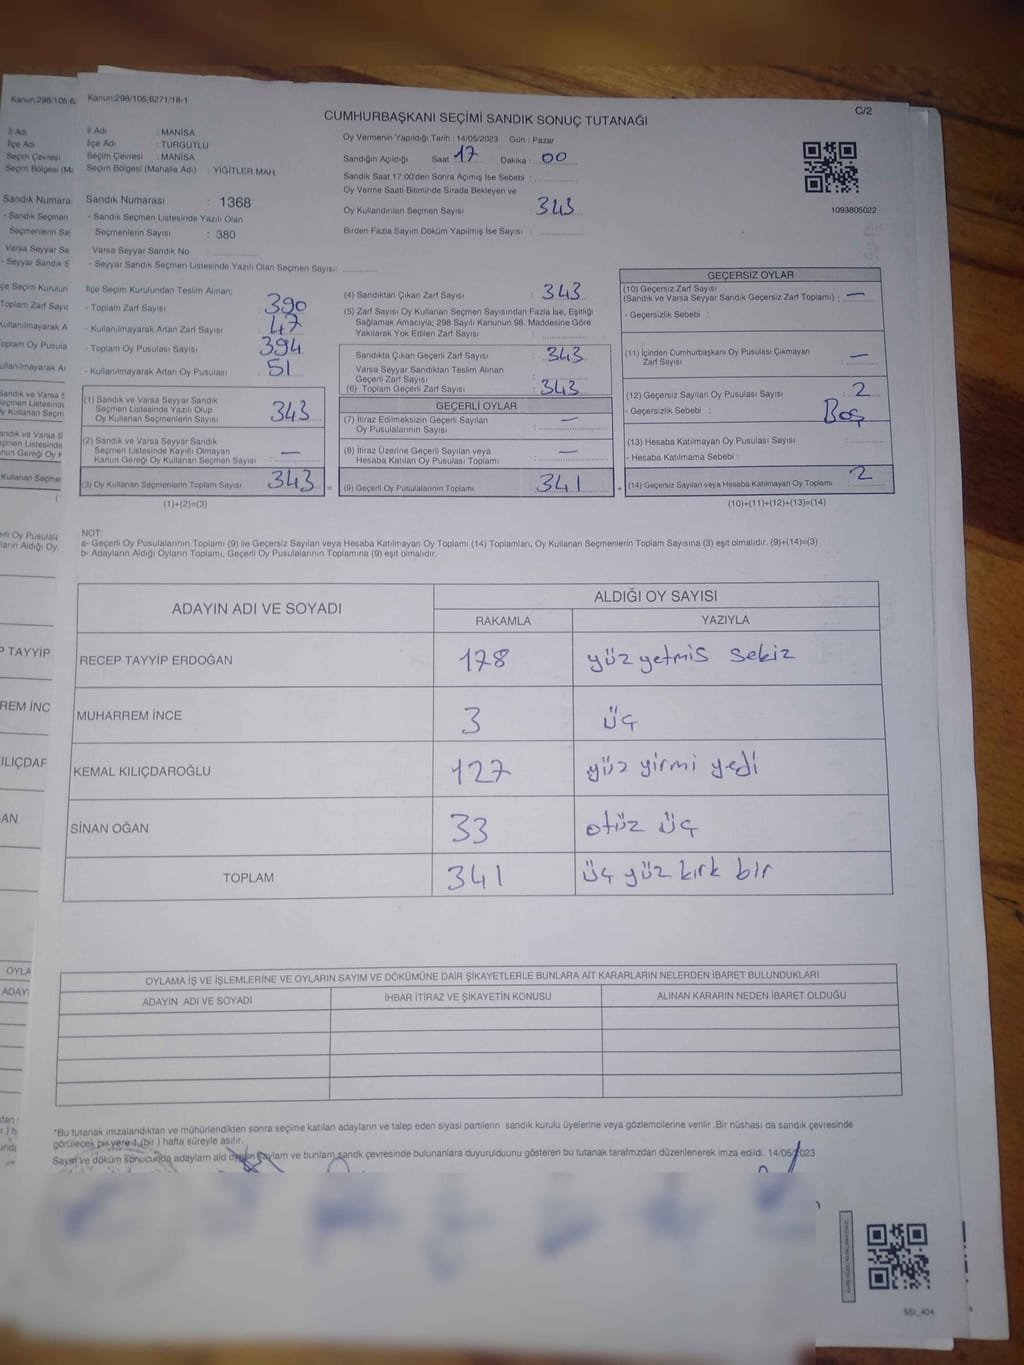 Kanun:298/105,6271/18-1
C/2
CUMHURBAŞKANI SEÇİMİ SANDIK SONUÇ TUTANAĞI
İl Adı : MANİSA
İlçe Adı : TURGUTLU
Seçim Çevresi : MANİSA
Seçim Bölgesi (Mahalle Adı) : YİĞİTLER MAH.
Sandık Numarası : 1368
- Sandık Seçmen Listesinde Yazılı Olan
Seçmenlerin Sayısı : 380
Varsa Seyyar Sandık No :
- Seyyar Sandık Seçmen Listesinde Yazılı Olan Seçmen Sayısı:
Oy Vermenin Yapıldığı Tarih : 14/05/2023 Gün : Pazar
Sandığın Açıldığı Saat 17 Dakika : 00
Sandık Saat 17:00'den Sonra Açımış İse Sebebi :
Oy Verme Saati Bitiminde Sırada Bekleyen ve
Oy Kullandırılan Seçmen Sayısı : 343
Birden Fazla Sayım Döküm Yapılmış İse Sayısı :
1093805022
İlçe Seçim Kurulundan Teslim Alınan;
- Toplam Zarf Sayısı : 390
- Kullanılmayarak Artan Zarf Sayısı : 47
- Toplam Oy Pusulası Sayısı : 394
- Kullanılmayarak Artan Oy Pusulası : 51
(1) Sandık ve Varsa Seyyar Sandık
Seçmen Listesinde Yazılı Olup
Oy Kullanan Seçmenlerin Sayısı : 343
(2) Sandık ve Varsa Seyyar Sandık
Seçmen Listesinde Kayıtlı Olmayan
Kanun Gereği Oy Kullanan Seçmen Sayısı : —
(3) Oy Kullanan Seçmenlerin Toplam Sayısı : 343 =
(1)+(2)=(3)
(4) Sandıktan Çıkan Zarf Sayısı : 343
(5) Zarf Sayısı Oy Kullanan Seçmen Sayısından Fazla İse, Eşitliği
Sağlamak Amacıyla; 298 Sayılı Kanunun 98. Maddesine Göre
Yakılarak Yok Edilen Zarf Sayısı :
Sandıkta Çıkan Geçerli Zarf Sayısı : 343
Varsa Seyyar Sandıktan Teslim Alınan
Geçerli Zarf Sayısı
(6) Toplam Geçerli Zarf Sayısı : 343
GEÇERLİ OYLAR
(7) İtiraz Edilmeksizin Geçerli Sayılan
Oy Pusulalarının Sayısı : —
(8) İtiraz Üzerine Geçerli Sayılan veya
Hesaba Katılan Oy Pusulası Toplamı : —
(9) Geçerli Oy Pusulalarının Toplamı : 341 +
GEÇERSİZ OYLAR
(10) Geçersiz Zarf Sayısı
(Sandık ve Varsa Seyyar Sandık Geçersiz Zarf Toplamı) : —
- Geçersizlik Sebebi :
(11) İçinden Cumhurbaşkanı Oy Pusulası Çıkmayan
Zarf Sayısı : —
(12) Geçersiz Sayılan Oy Pusulası Sayısı : 2
- Geçersizlik Sebebi : Boş
(13) Hesaba Katılmayan Oy Pusulası Sayısı :
- Hesaba Katılmama Sebebi :
(14) Geçersiz Sayılan veya Hesaba Katılmayan Oy Toplamı : 2
(10)+(11)+(12)+(13)=(14)
NOT:
a- Geçerli Oy Pusulalarının Toplamı (9) ile Geçersiz Sayılan veya Hesaba Katılmayan Oy Toplamı (14) Toplamları, Oy Kullanan Seçmenlerin Toplam Sayısına (3) eşit olmalıdır. (9)+(14)=(3)
b- Adayların Aldığı Oyların Toplamı, Geçerli Oy Pusulalarının Toplamına (9) eşit olmalıdır.
ADAYIN ADI VE SOYADI
ALDIĞI OY SAYISI
RAKAMLA YAZIYLA
RECEP TAYYİP ERDOĞAN 178 yüz yetmis sekiz
MUHARREM İNCE 3 üç
KEMAL KILIÇDAROĞLU 127 yüz yirmi yedi
SİNAN OĞAN 33 otüz üç
TOPLAM 341 üç yüz kırk bir
OYLAMA İŞ VE İŞLEMLERİNE VE OYLARIN SAYIM VE DÖKÜMÜNE DAİR ŞİKAYETLERLE BUNLARA AİT KARARLARIN NELERDEN İBARET BULUNDUKLARI
ADAYIN ADI VE SOYADI İHBAR İTİRAZ VE ŞİKAYETİN KONUSU ALINAN KARARIN NEDEN İBARET OLDUĞU
*Bu tutanak imzalandıktan ve mühürlendikten sonra seçime katılan adayların ve talep eden siyasi partilerin sandık kurulu üyelerine veya gözlemcilerine verilir .Bir nüshası da sandık çevresinde
görülecek bir yere 1 (bir ) hafta süreyle asılır.
Sayım ve döküm sonucunda adayların ald oyların sayıları ve bunların sandık çevresinde bulunanlara duyurulduunu gösteren bu tutanak tarafmzdan düzenlenerek imza edildi. 14/05/2023
SSI_404